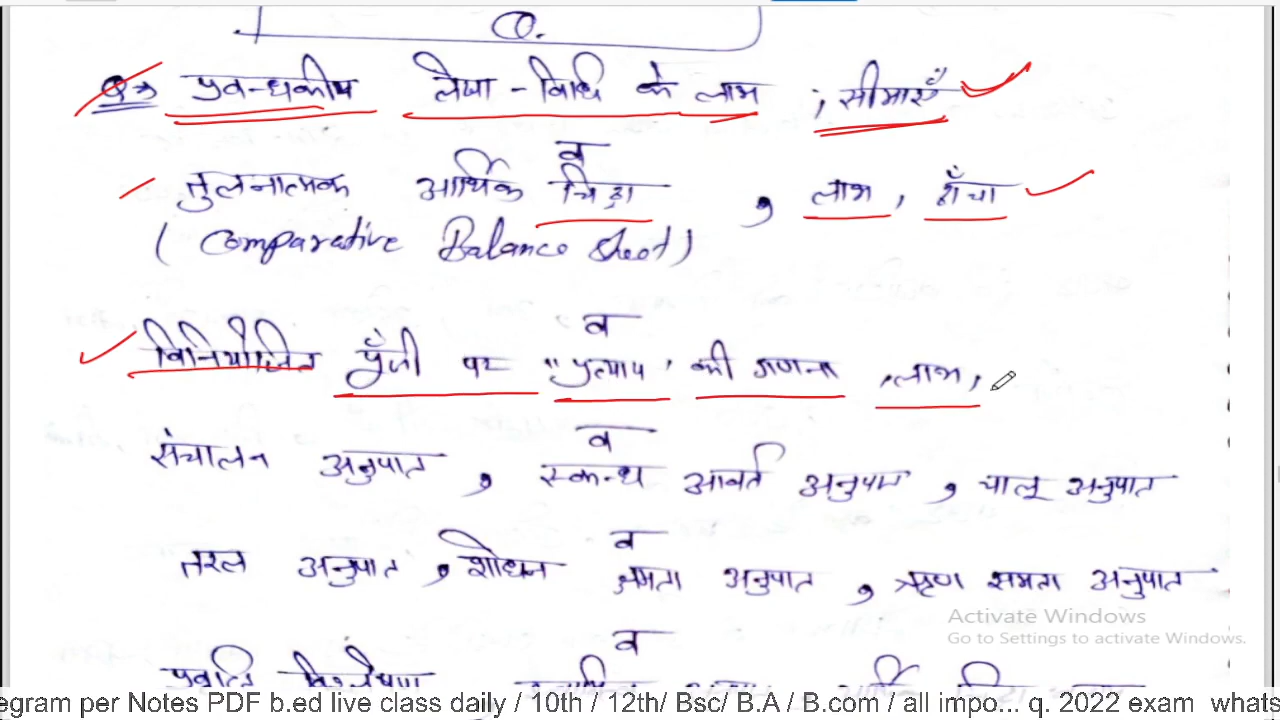 Q.
Q→ प्रबन्धकीय लेखा - विधि के लाभ , सीमाएँ
व
तुलनात्मक आर्थिक चिट्ठा , लाभ, ढाँचा
( Comparative Balance Sheet)
व
विनियोजित पूँजी पर "प्रत्याय' की गणना , लाभ,
व
संचालन अनुपात , स्कन्ध आवर्त अनुपात , चालू अनुपात
व
तरल अनुपात , शोधन क्षमता अनुपात , ऋण क्षमता अनुपात
व
Activate Windows
Go to Settings to activate Windows.
egram per Notes PDF b.ed live class daily / 10th / 12th/ Bsc/ B.A / B.com / all impo... q. 2022 exam whats